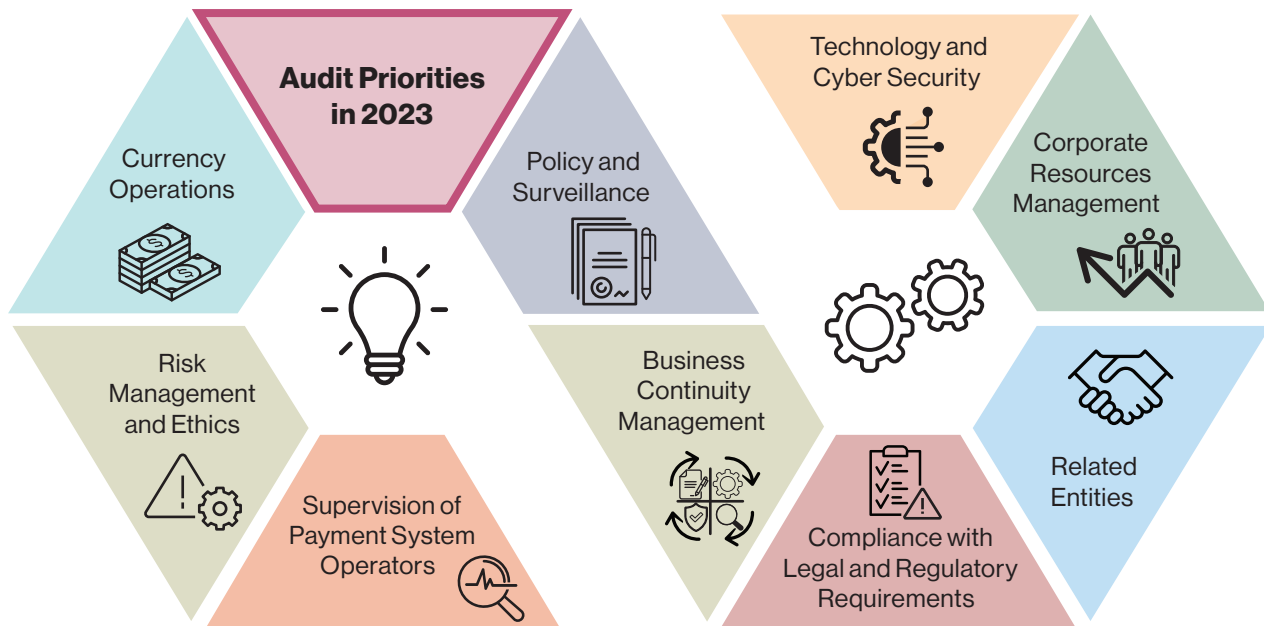 Audit Priorities
in 2023
Currency
Operations
Policy and
Surveillance
Technology and
Cyber Security
Corporate
Resources
Management
Risk
Management
and Ethics
Supervision of
Payment System
Operators
Business
Continuity
Management
Compliance with
Legal and Regulatory
Requirements
Related
Entities